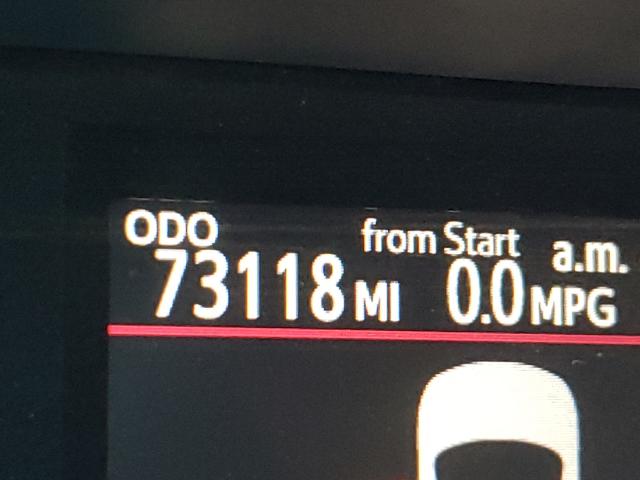 ODO from Start a.m.
73118 MI 0.0 MPG